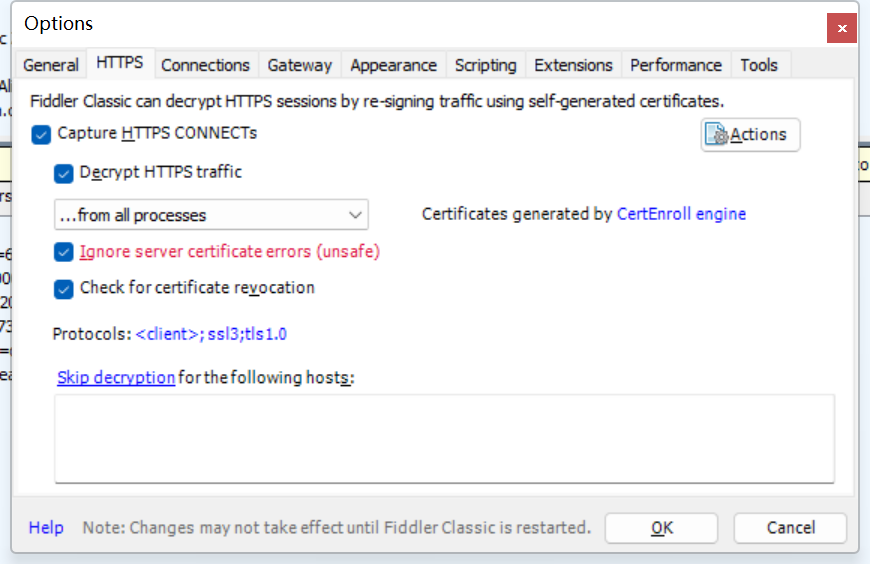 Options
General HTTPS Connections Gateway Appearance Scripting Extensions Performance Tools
Fiddler Classic can decrypt HTTPS sessions by re-signing traffic using self-generated certificates.
Capture HTTPS CONNECTs
Actions
Decrypt HTTPS traffic
...from all processes
Certificates generated by CertEnroll engine
Ignore server certificate errors (unsafe)
Check for certificate revocation
Protocols: <client>;ssl3;tls1.0
Skip decryption for the following hosts:
Help Note: Changes may not take effect until Fiddler Classic is restarted. OK Cancel